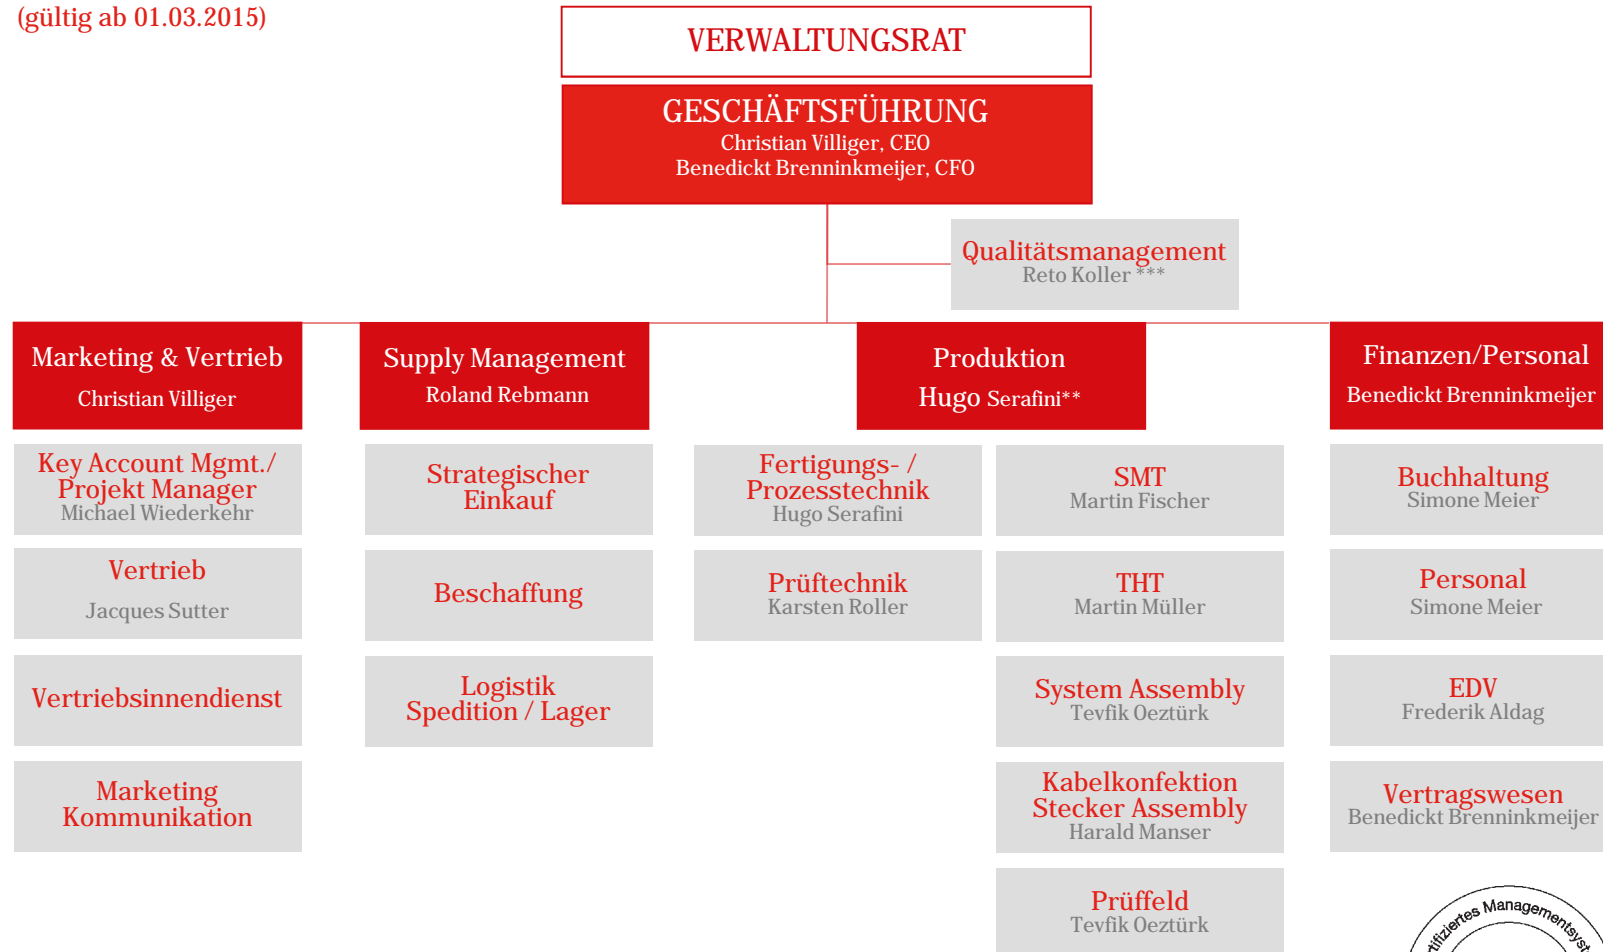 (gültig ab 01.03.2015)
VERWALTUNGSRAT
GESCHÄFTSFÜHRUNG
Christian Villiger, CEO
Benedickt Brenninkmeijer, CFO
Qualitätsmanagement
Reto Koller ***
Marketing & Vertrieb
Christian Villiger
Key Account Mgmt./
Projekt Manager
Michael Wiederkehr
Vertrieb
Jacques Sutter
Vertriebsinnendienst
Marketing
Kommunikation
Supply Management
Roland Rebmann
Strategischer
Einkauf
Beschaffung
Logistik
Spedition / Lager
Produktion
Hugo Serafini**
Fertigungs- /
Prozesstechnik
Hugo Serafini
Prüftechnik
Karsten Roller
SMT
Martin Fischer
THT
Martin Müller
System Assembly
Tevfik Oeztürk
Kabelkonfektion
Stecker Assembly
Harald Manser
Prüffeld
Tevfik Oeztürk
Finanzen/Personal
Benedickt Brenninkmeijer
Buchhaltung
Simone Meier
Personal
Simone Meier
EDV
Frederik Aldag
Vertragswesen
Benedickt Brenninkmeijer